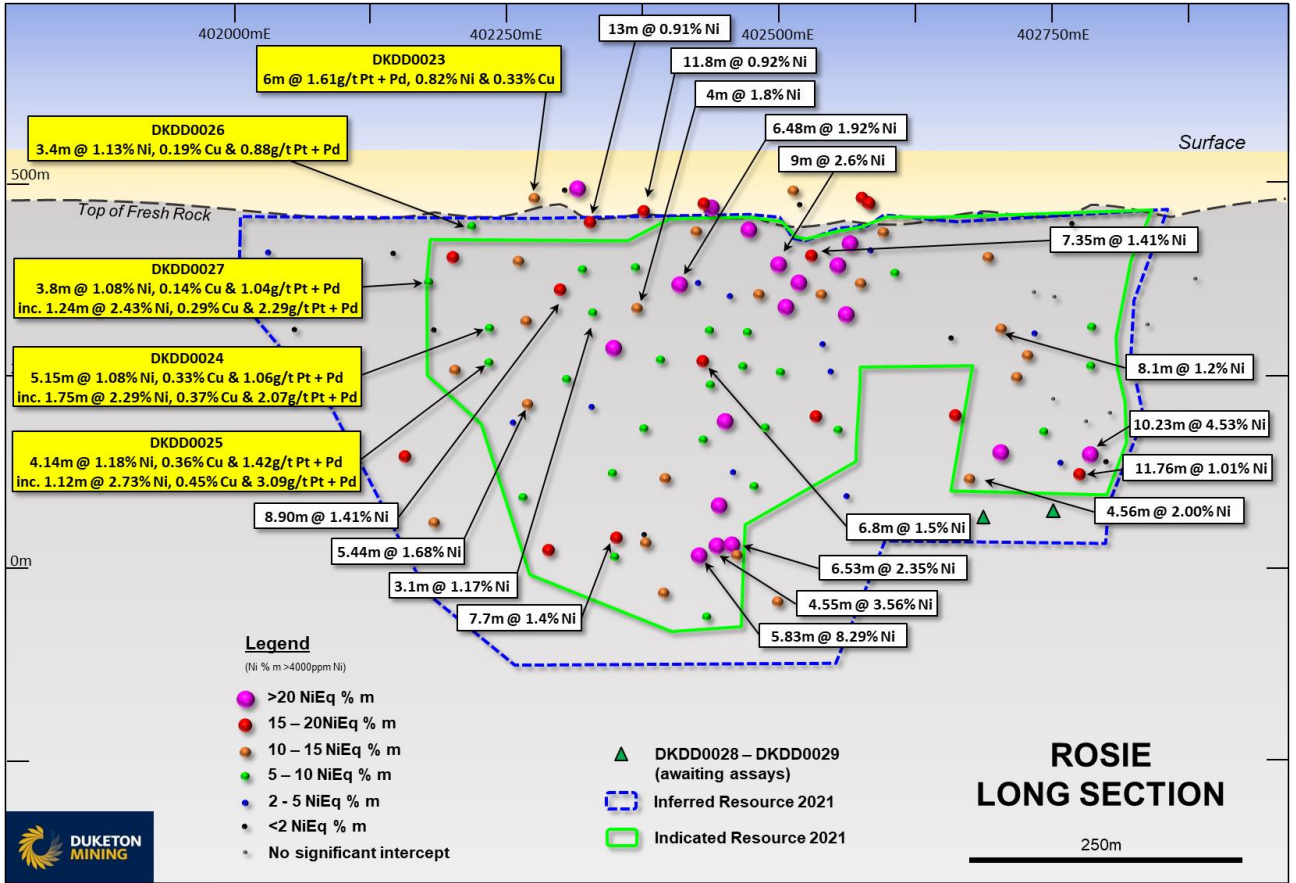 402000mE
402250mE
402500mE
402750mE
13m @ 0.91% Ni
DKDD0023
6m @ 1.61g/t Pt + Pd, 0.82% Ni & 0.33% Cu
11.8m @ 0.92% Ni
4m @ 1.8% Ni
DKDD0026
3.4m @ 1.13% Ni, 0.19% Cu & 0.88g/t Pt + Pd
6.48m @ 1.92% Ni
9m @ 2.6% Ni
Surface
500m
Top of Fresh Rock
7.35m @ 1.41% Ni
DKDD0027
3.8m @ 1.08% Ni, 0.14% Cu & 1.04g/t Pt + Pd
inc. 1.24m @ 2.43% Ni, 0.29% Cu & 2.29g/t Pt + Pd
DKDD0024
5.15m @ 1.08% Ni, 0.33% Cu & 1.06g/t Pt + Pd
inc. 1.75m @ 2.29% Ni, 0.37% Cu & 2.07g/t Pt + Pd
8.1m @ 1.2% Ni
DKDD0025
4.14m @ 1.18% Ni, 0.36% Cu & 1.42g/t Pt + Pd
inc. 1.12m @ 2.73% Ni, 0.45% Cu & 3.09g/t Pt + Pd
10.23m @ 4.53% Ni
11.76m @ 1.01% Ni
8.90m @ 1.41% Ni
4.56m @ 2.00% Ni
6.8m @ 1.5% Ni
5.44m @ 1.68% Ni
0m
3.1m @ 1.17% Ni
6.53m @ 2.35% Ni
4.55m @ 3.56% Ni
7.7m @ 1.4% Ni
5.83m @ 8.29% Ni
Legend
(Ni % m >4000ppm Ni)
>20 NiEq % m
15 – 20NiEq % m
10 – 15 NiEq % m
5 – 10 NiEq % m
2 - 5 NiEq % m
<2 NiEq % m
No significant intercept
DKDD0028 – DKDD0029
(awaiting assays)
Inferred Resource 2021
Indicated Resource 2021
ROSIE
LONG SECTION
250m
DUKETON
MINING